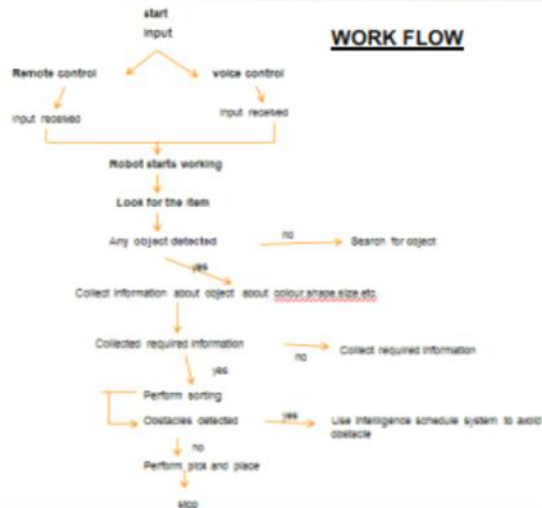 start
input
WORK FLOW
Remote control
voice control
input received
input received
Robot starts working
Look for the item
Any object detected
no
Search for object
yes
Collect information about object about colour,shape,size,etc.
Collected required information
no
Collect required information
yes
Perform sorting
Obstacles detected
yes
Use intelligence schedule system to avoid
obstacle
no
Perform pick and place
stop